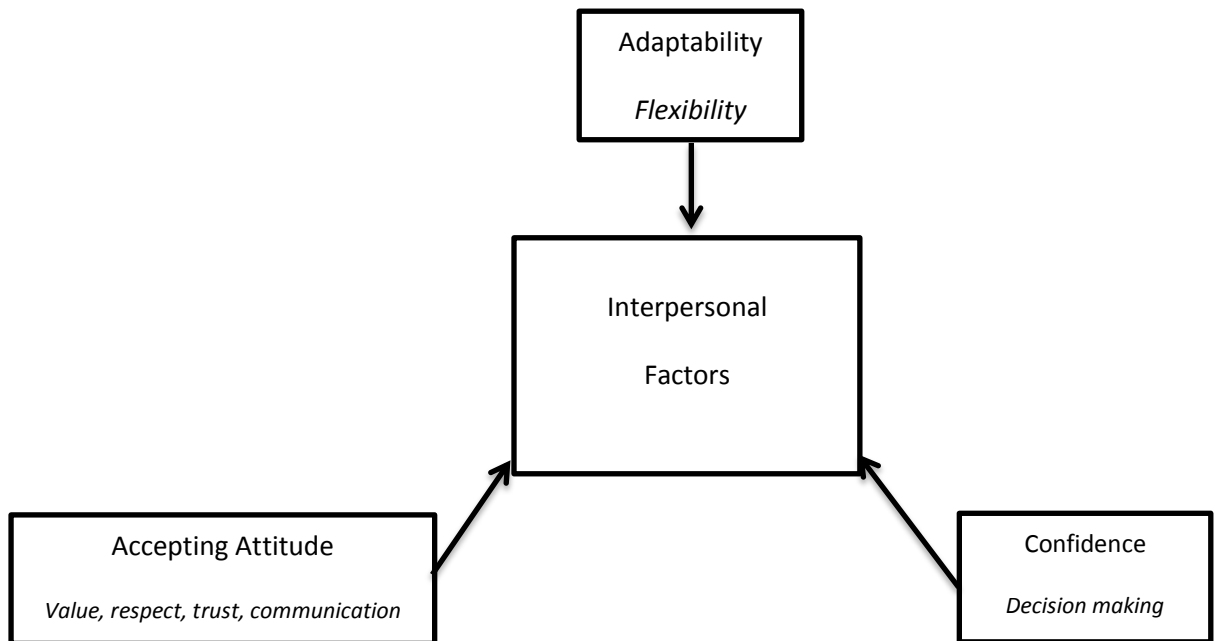 Adaptability
Flexibility
Interpersonal
Factors
Accepting Attitude
Value, respect, trust, communication
Confidence
Decision making